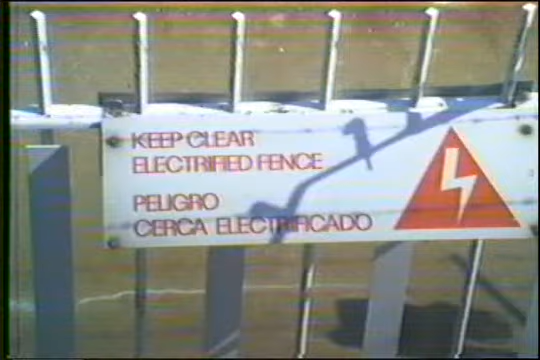 KEEP CLEAR
ELECTRIFIED FENCE
PELIGRO
CERCA ELECTRIFICADO